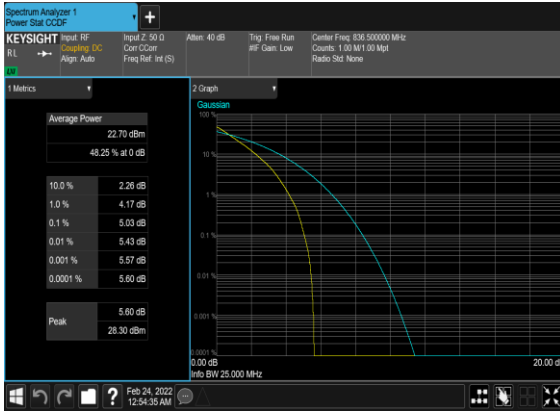 Spectrum Analyzer 1
Power Stat CCDF
+
KEYSIGHT
RL
Input: RF
Coupling: DC
Align: Auto
Input Z: 50 Ω
Corr CCorr
Freq Ref: Int (S)
Atten: 40 dB
Trig: Free Run
#IF Gain: Low
Center Freq: 836.500000 MHz
Counts: 1.00 M/1.00 Mpt
Radio Std: None
1 Metrics
Average Power
22.70 dBm
48.25 % at 0 dB
10.0 % 2.26 dB
1.0 % 4.17 dB
0.1 % 5.03 dB
0.01 % 5.43 dB
0.001 % 5.57 dB
0.0001 % 5.60 dB
Peak
5.60 dB
28.30 dBm
2 Graph
Gaussian
100 %
10 %
1 %
0.1 %
0.01 %
0.001 %
0.0001 %
0.00 dB
20.00 d
Info BW 25.000 MHz
?
Feb 24, 2022
12:54:35 AM